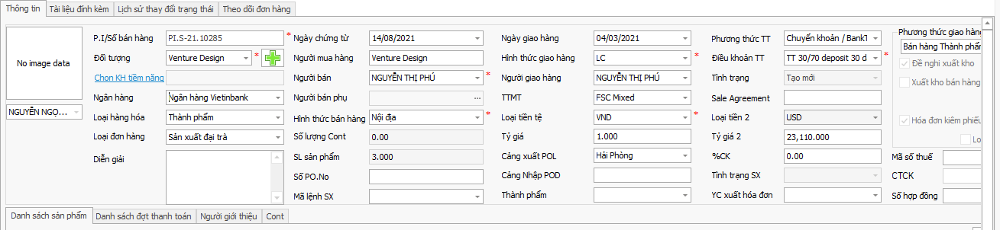 Thông tin Tài liệu đính kèm Lịch sử thay đổi trạng thái Theo dõi đơn hàng
No image data
NGUYỄN NGỌ...
P.I/Số bán hàng PI.S-21.10285 * Ngày chứng từ 14/08/2021 Ngày giao hàng 04/03/2021 Phương thức TT Chuyển khoản / BankT Phương thức giao hàng
Bán hàng Thành phẩm
Đối tượng Venture Design * Người mua hàng Venture Design Hình thức giao hàng LC * Điều khoản TT TT 30/70 deposit 30 d *
Đề nghị xuất kho
Chọn KH tiềm năng Người bán NGUYỄN THỊ PHÚ * Người giao hàng NGUYỄN THỊ PHÚ Tình trạng Tạo mới Xuất kho bán hàng
Ngân hàng Ngân hàng Vietinbank Người bán phụ ... TTMT FSC Mixed Sale Agreement
Loại hàng hóa Thành phẩm Hình thức bán hàng Nội địa * Loại tiền tệ VND * Loại tiền 2 USD Hóa đơn kiêm phiếu
Loại đơn hàng Sản xuất đại trà Số lượng Cont 0.00 Tỷ giá 1.000 Tỷ giá 2 23,110.000 Lo
Diễn giải SL sản phẩm 3.000 Cảng xuất POL Hải Phòng %CK 0.00 Mã số thuế
Số PO.No Cảng Nhập POD Tình trạng SX CTCK
Mã lệnh SX Thành phẩm YC xuất hóa đơn Số hợp đồng
Danh sách sản phẩm Danh sách đợt thanh toán Người giới thiệu Cont